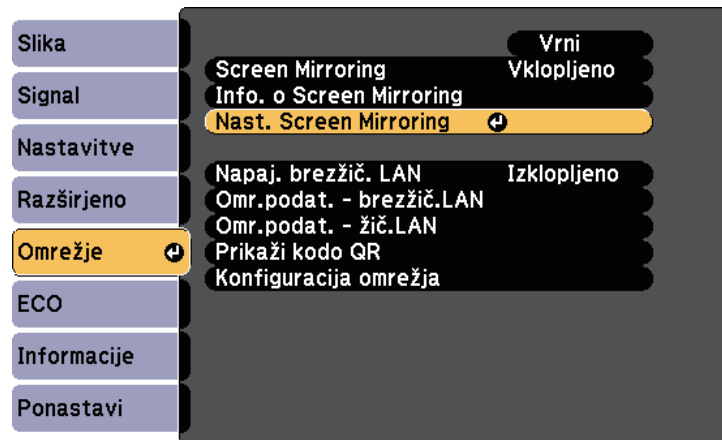 Slika
Signal
Nastavitve
Razširjeno
Omrežje
ECO
Informacije
Ponastavi
Vrni
Screen Mirroring Vklopljeno
Info. o Screen Mirroring
Nast. Screen Mirroring
Napaj. brezžič. LAN Izklopljeno
Omr.podat. - brezžič.LAN
Omr.podat. - žič.LAN
Prikaži kodo QR
Konfiguracija omrežja